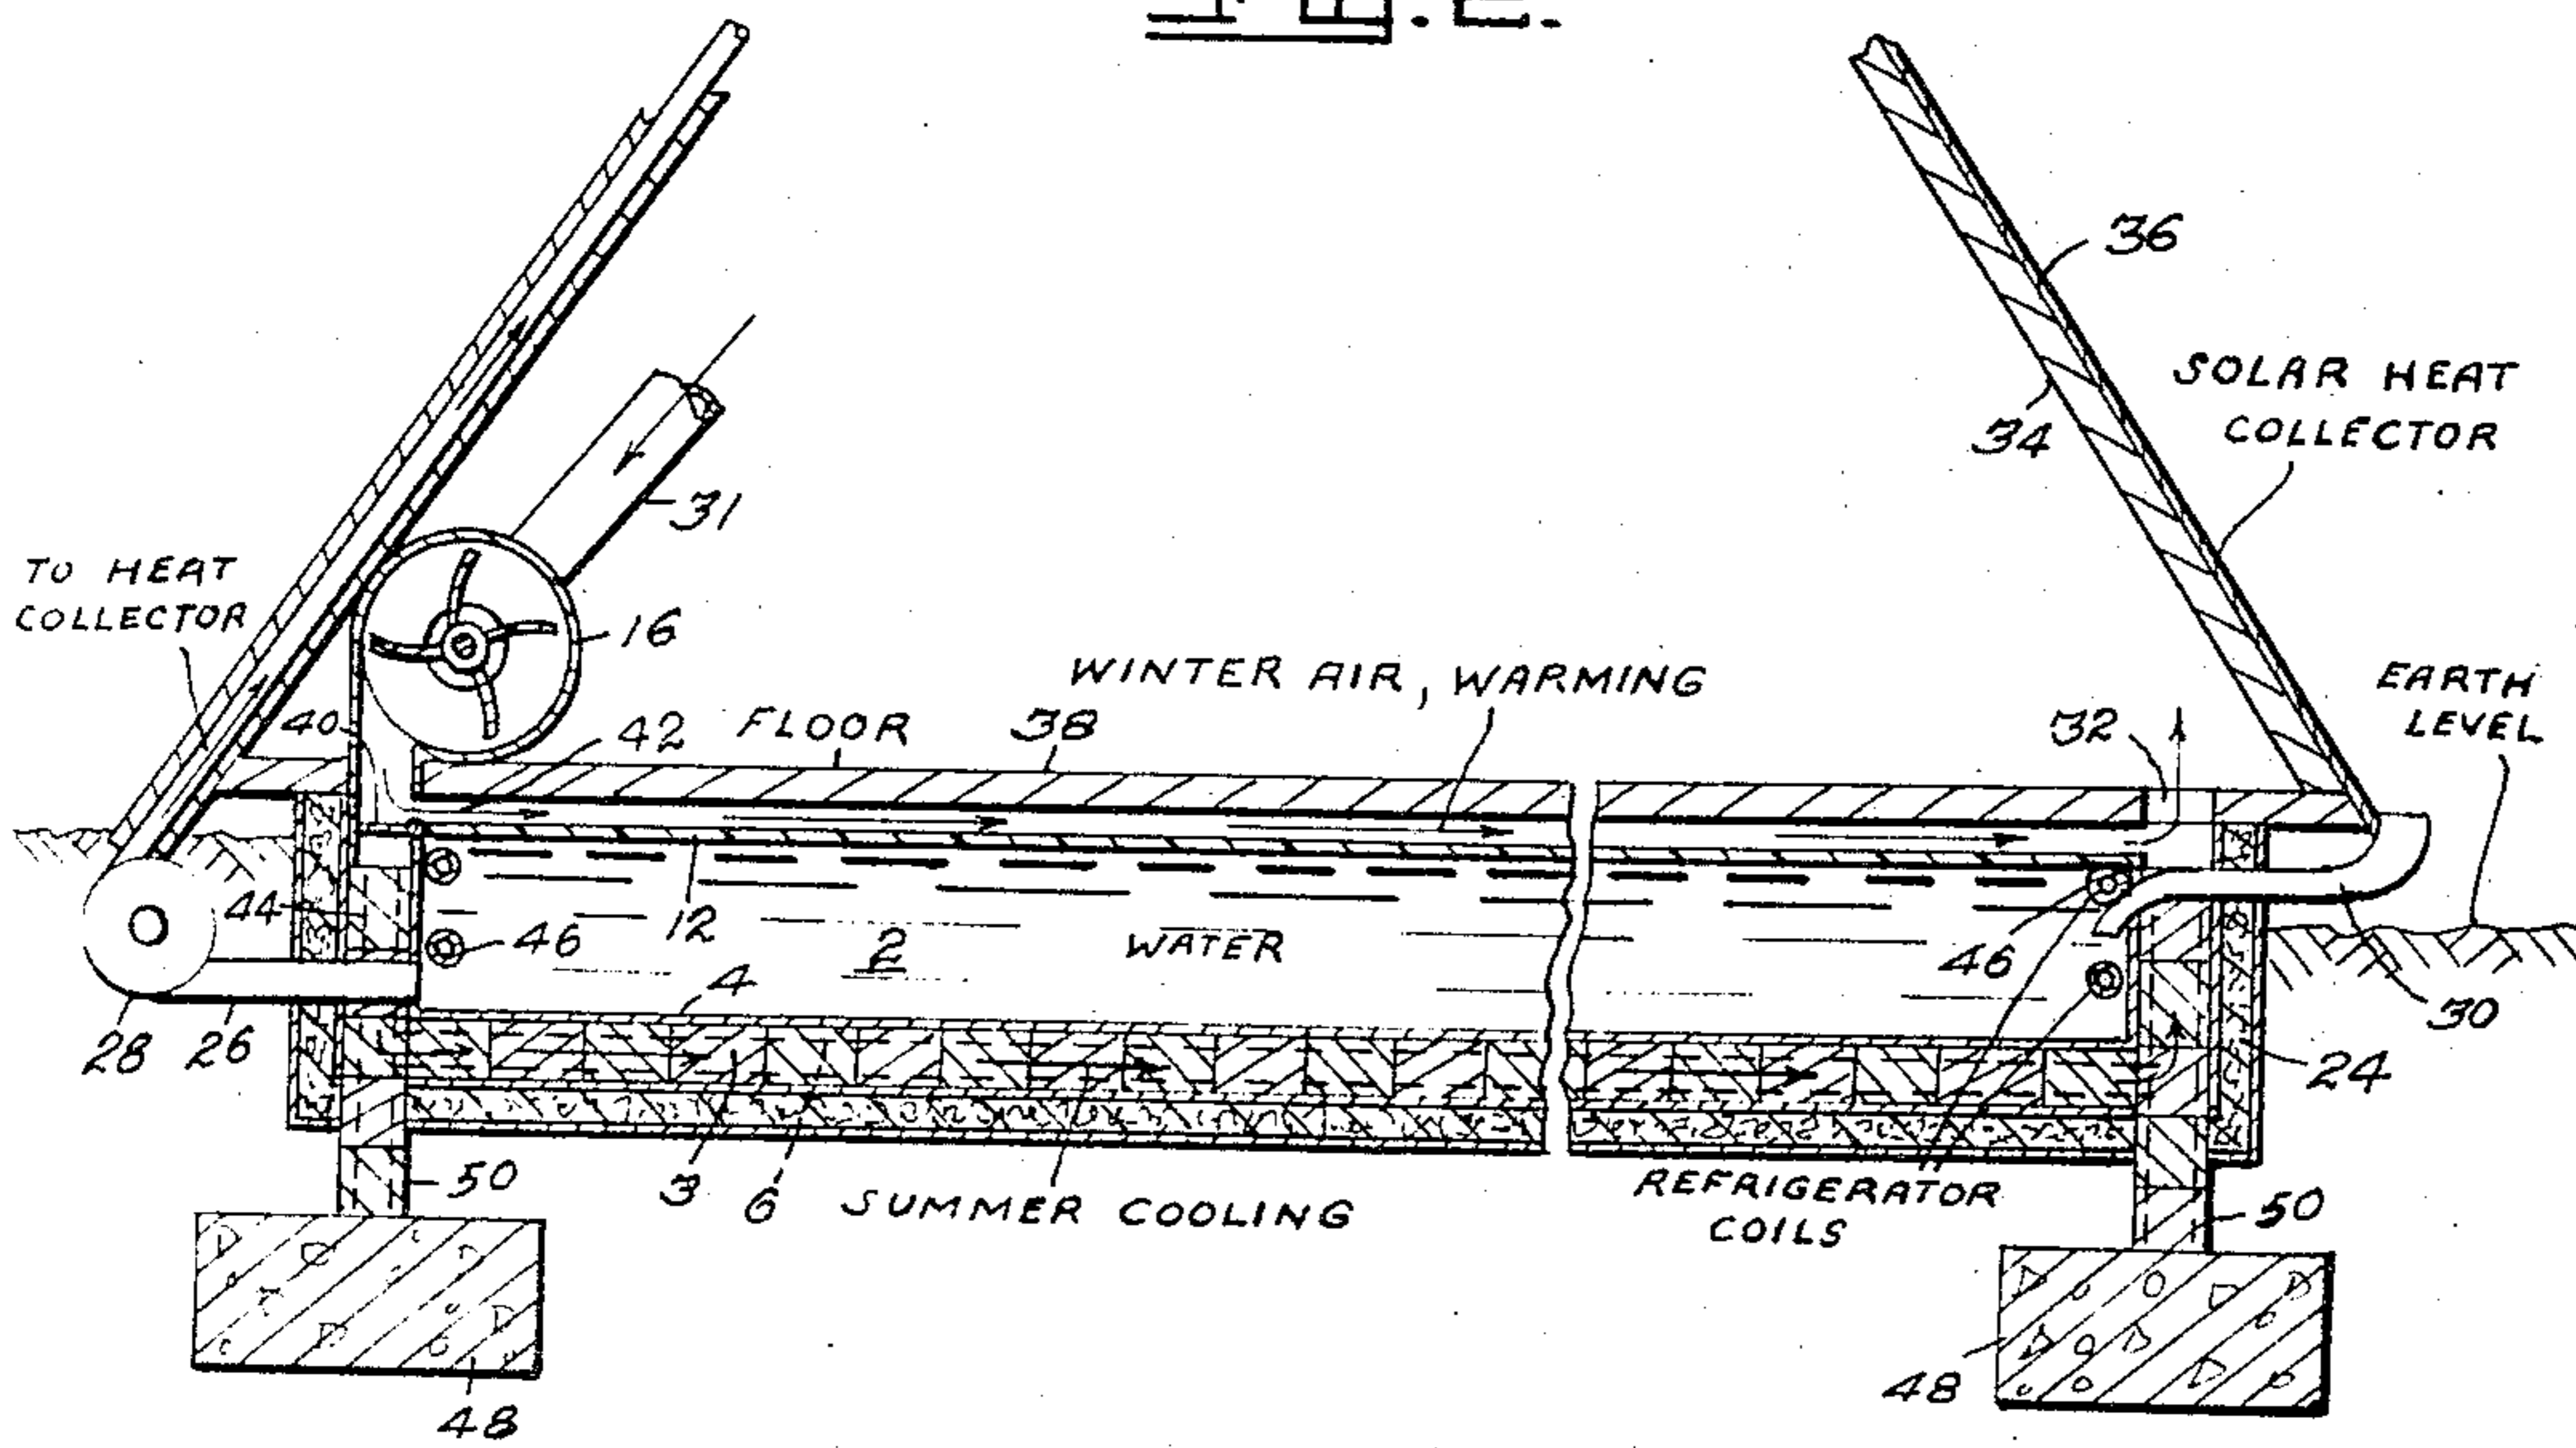 36
SOLAR HEAT
COLLECTOR
34
31
TO HEAT
COLLECTOR
16
WINTER AIR, WARMING
EARTH
LEVEL
40
42
FLOOR
38
32
44
12
46
2
WATER
46
4
28
26
30
24
50
3
6
SUMMER COOLING
REFRIGERATOR
COILS
50
48
48